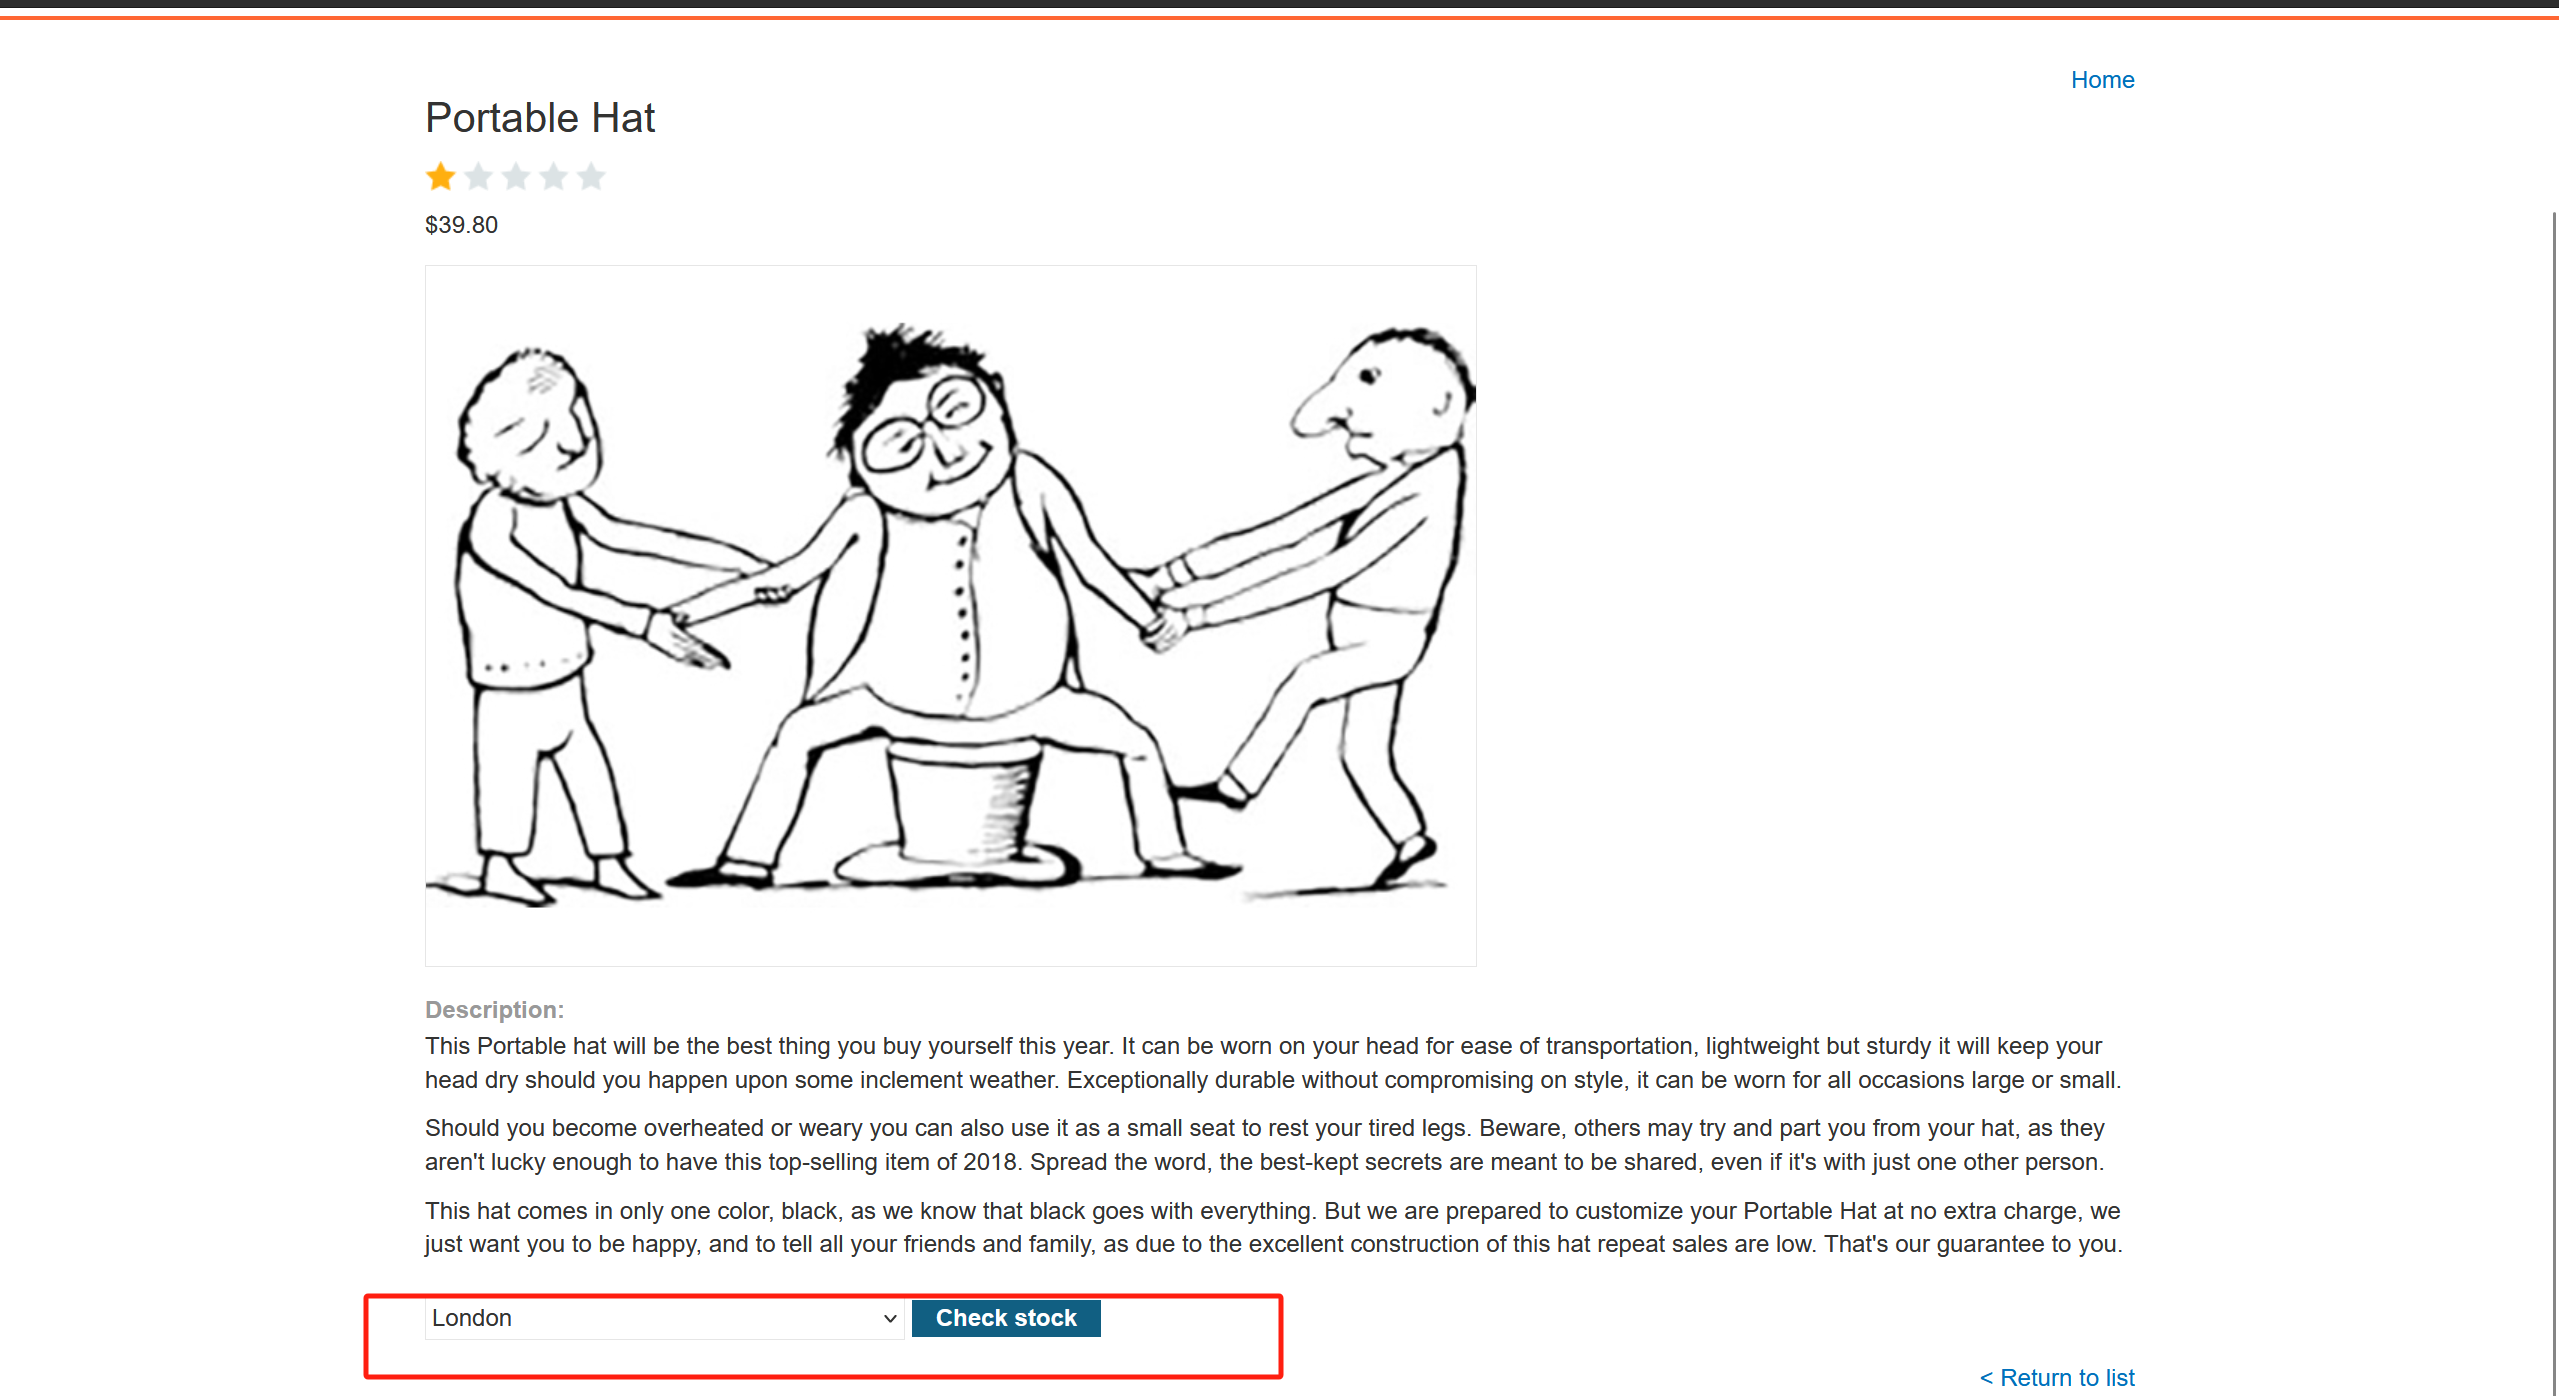 Home
Portable Hat
$39.80
Description:
This Portable hat will be the best thing you buy yourself this year. It can be worn on your head for ease of transportation, lightweight but sturdy it will keep your
head dry should you happen upon some inclement weather. Exceptionally durable without compromising on style, it can be worn for all occasions large or small.
Should you become overheated or weary you can also use it as a small seat to rest your tired legs. Beware, others may try and part you from your hat, as they
aren't lucky enough to have this top-selling item of 2018. Spread the word, the best-kept secrets are meant to be shared, even if it's with just one other person.
This hat comes in only one color, black, as we know that black goes with everything. But we are prepared to customize your Portable Hat at no extra charge, we
just want you to be happy, and to tell all your friends and family, as due to the excellent construction of this hat repeat sales are low. That's our guarantee to you.
London
Check stock
< Return to list